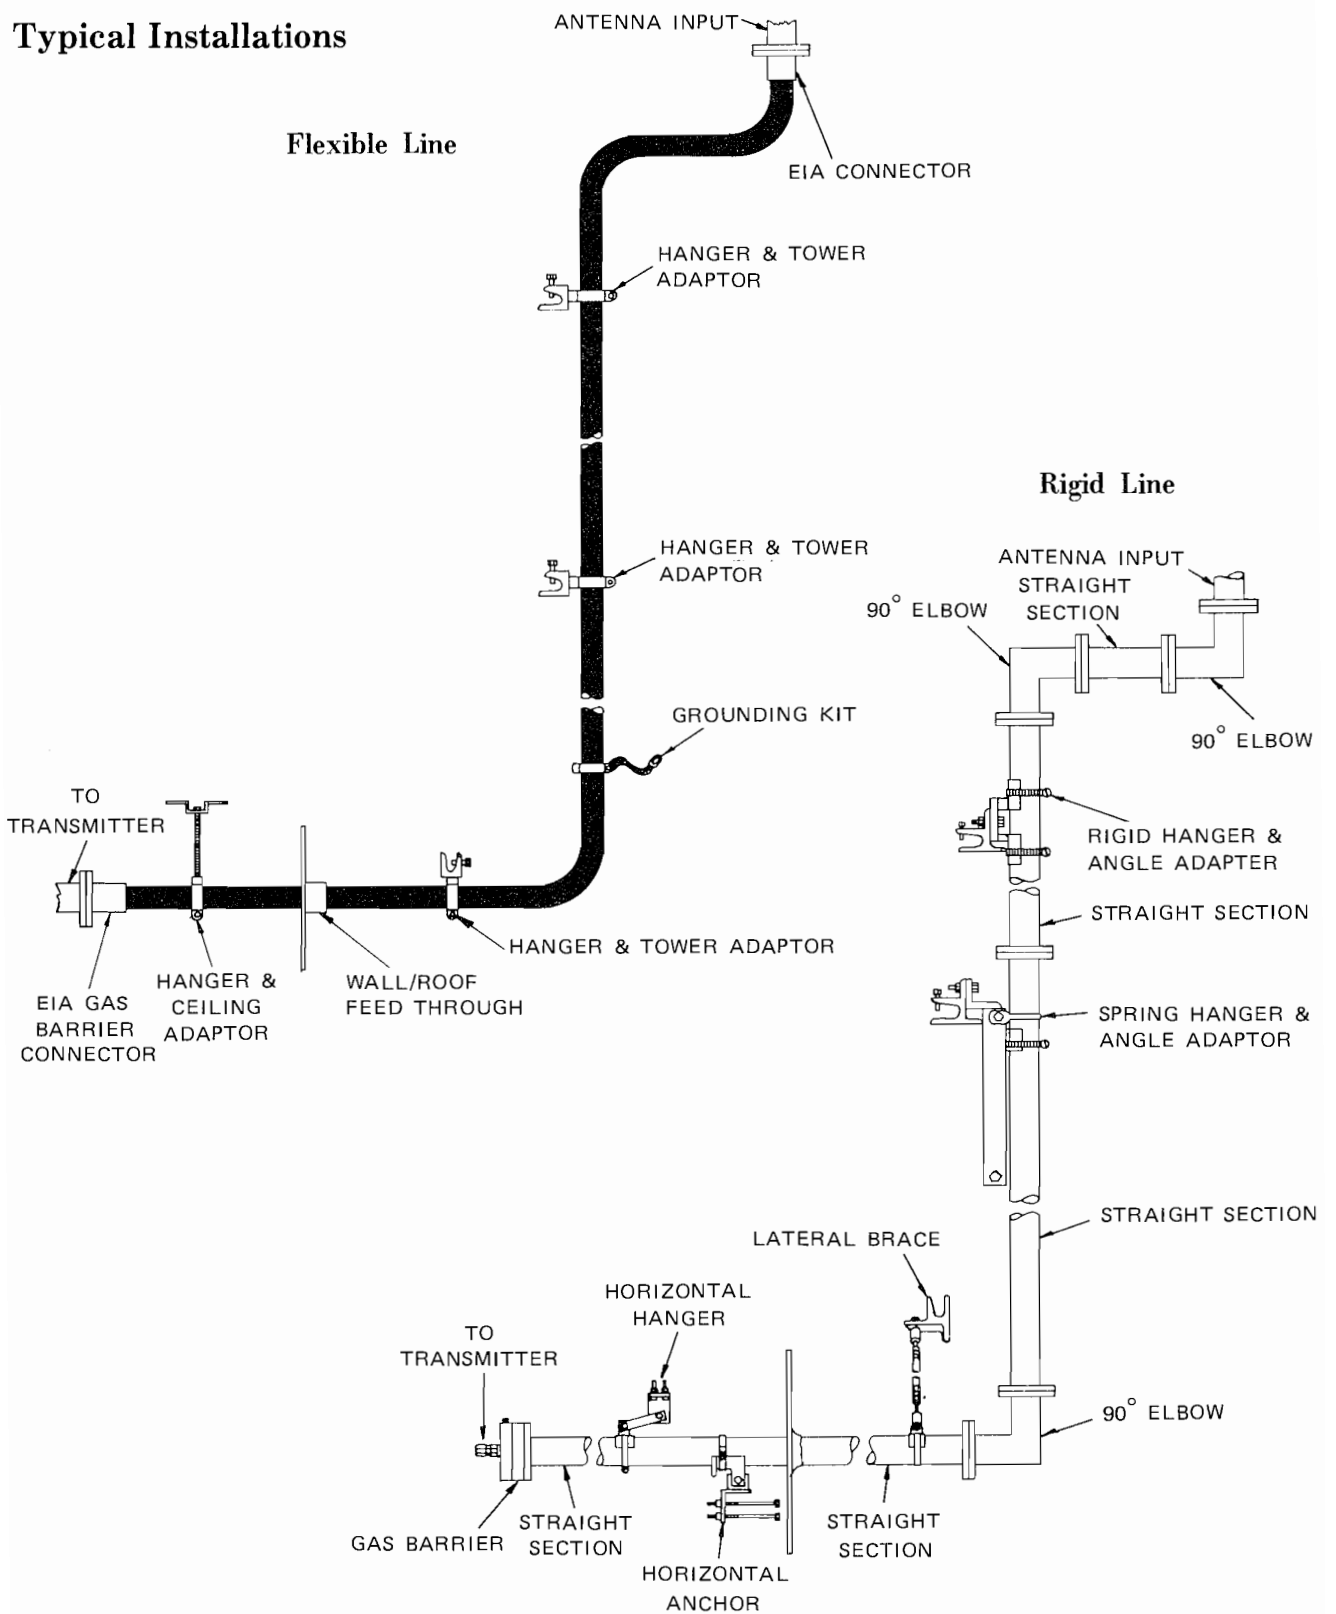 Typical Installations
ANTENNA INPUT
Flexible Line
EIA CONNECTOR
HANGER & TOWER
ADAPTOR
HANGER & TOWER
ADAPTOR
GROUNDING KIT
TO
TRANSMITTER
HANGER & TOWER ADAPTOR
WALL/ROOF
FEED THROUGH
HANGER &
CEILING
ADAPTOR
EIA GAS
BARRIER
CONNECTOR
Rigid Line
ANTENNA INPUT
STRAIGHT
SECTION
90° ELBOW
90° ELBOW
RIGID HANGER &
ANGLE ADAPTER
STRAIGHT SECTION
SPRING HANGER &
ANGLE ADAPTOR
STRAIGHT SECTION
LATERAL BRACE
HORIZONTAL
HANGER
TO
TRANSMITTER
90° ELBOW
GAS BARRIER
STRAIGHT
SECTION
HORIZONTAL
ANCHOR
STRAIGHT
SECTION